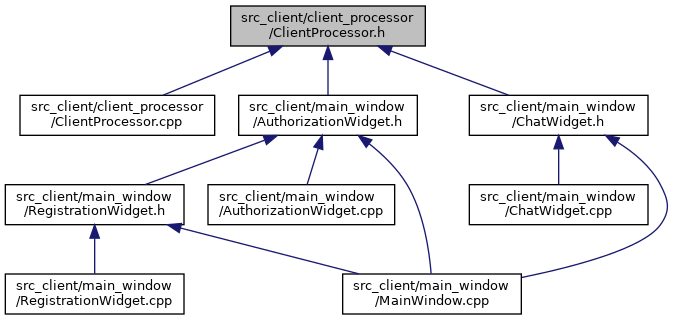 src_client/client_processor
/ClientProcessor.h
src_client/client_processor
/ClientProcessor.cpp
src_client/main_window
/AuthorizationWidget.h
src_client/main_window
/ChatWidget.h
src_client/main_window
/RegistrationWidget.h
src_client/main_window
/AuthorizationWidget.cpp
src_client/main_window
/ChatWidget.cpp
src_client/main_window
/RegistrationWidget.cpp
src_client/main_window
/MainWindow.cpp